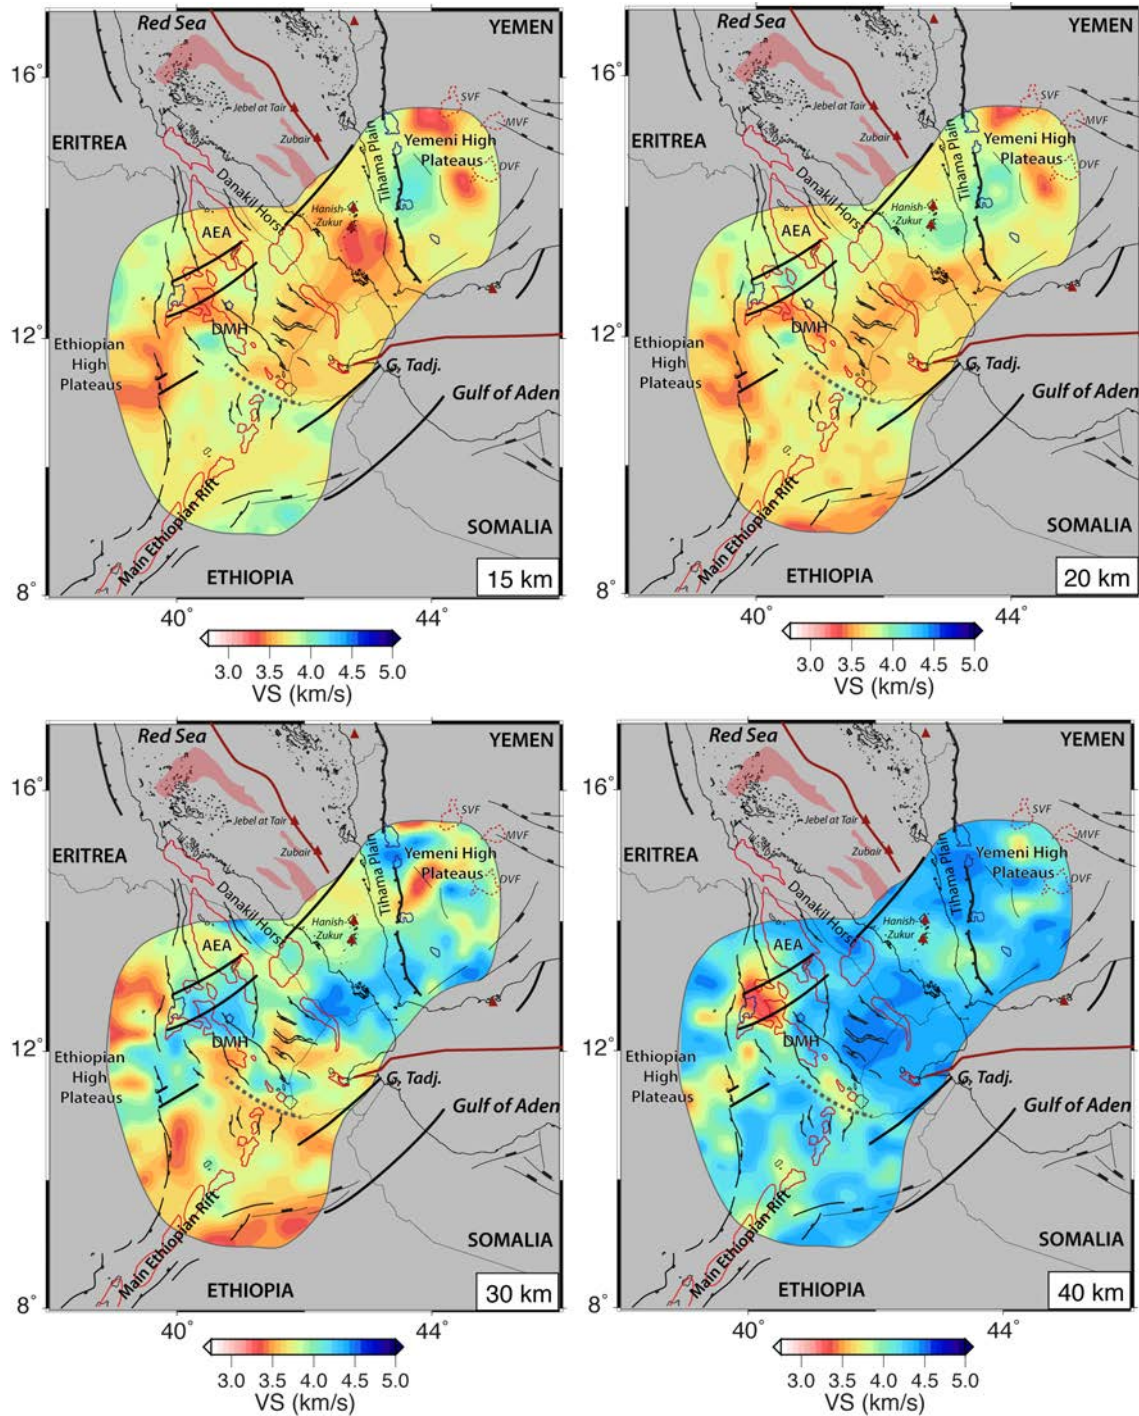 Red Sea
YEMEN
16°
SVF
Jebel at Tair
MVF
ERITREA
Zubair
Yemeni High
Plateaus
DVF
Tihama Plain
Danakil Horst
Hanish-
-Zukur
AEA
12°
DMH
Ethiopian
High
Plateaus
G. Tadj.
Gulf of Aden
Main Ethiopian Rift
SOMALIA
ETHIOPIA
15 km
8°
40°
44°
3.0 3.5 4.0 4.5 5.0
VS (km/s)
Red Sea
YEMEN
16°
SVF
Jebel at Tair
MVF
ERITREA
Zubair
Yemeni High
Plateaus
DVF
Tihama Plain
Danakil Horst
Hanish-
-Zukur
AEA
12°
DMH
Ethiopian
High
Plateaus
G. Tadj.
Gulf of Aden
Main Ethiopian Rift
SOMALIA
ETHIOPIA
20 km
8°
40°
44°
3.0 3.5 4.0 4.5 5.0
VS (km/s)
Red Sea
YEMEN
16°
SVF
Jebel at Tair
MVF
ERITREA
Zubair
Yemeni High
Plateaus
DVF
Tihama Plain
Danakil Horst
Hanish-
-Zukur
AEA
12°
DMH
Ethiopian
High
Plateaus
G. Tadj.
Gulf of Aden
Main Ethiopian Rift
SOMALIA
ETHIOPIA
30 km
8°
40°
44°
3.0 3.5 4.0 4.5 5.0
VS (km/s)
Red Sea
YEMEN
16°
SVF
Jebel at Tair
MVF
ERITREA
Zubair
Yemeni High
Plateaus
DVF
Tihama Plain
Danakil Horst
Hanish-
-Zukur
AEA
12°
DMH
Ethiopian
High
Plateaus
G. Tadj.
Gulf of Aden
Main Ethiopian Rift
SOMALIA
ETHIOPIA
40 km
8°
40°
44°
3.0 3.5 4.0 4.5 5.0
VS (km/s)